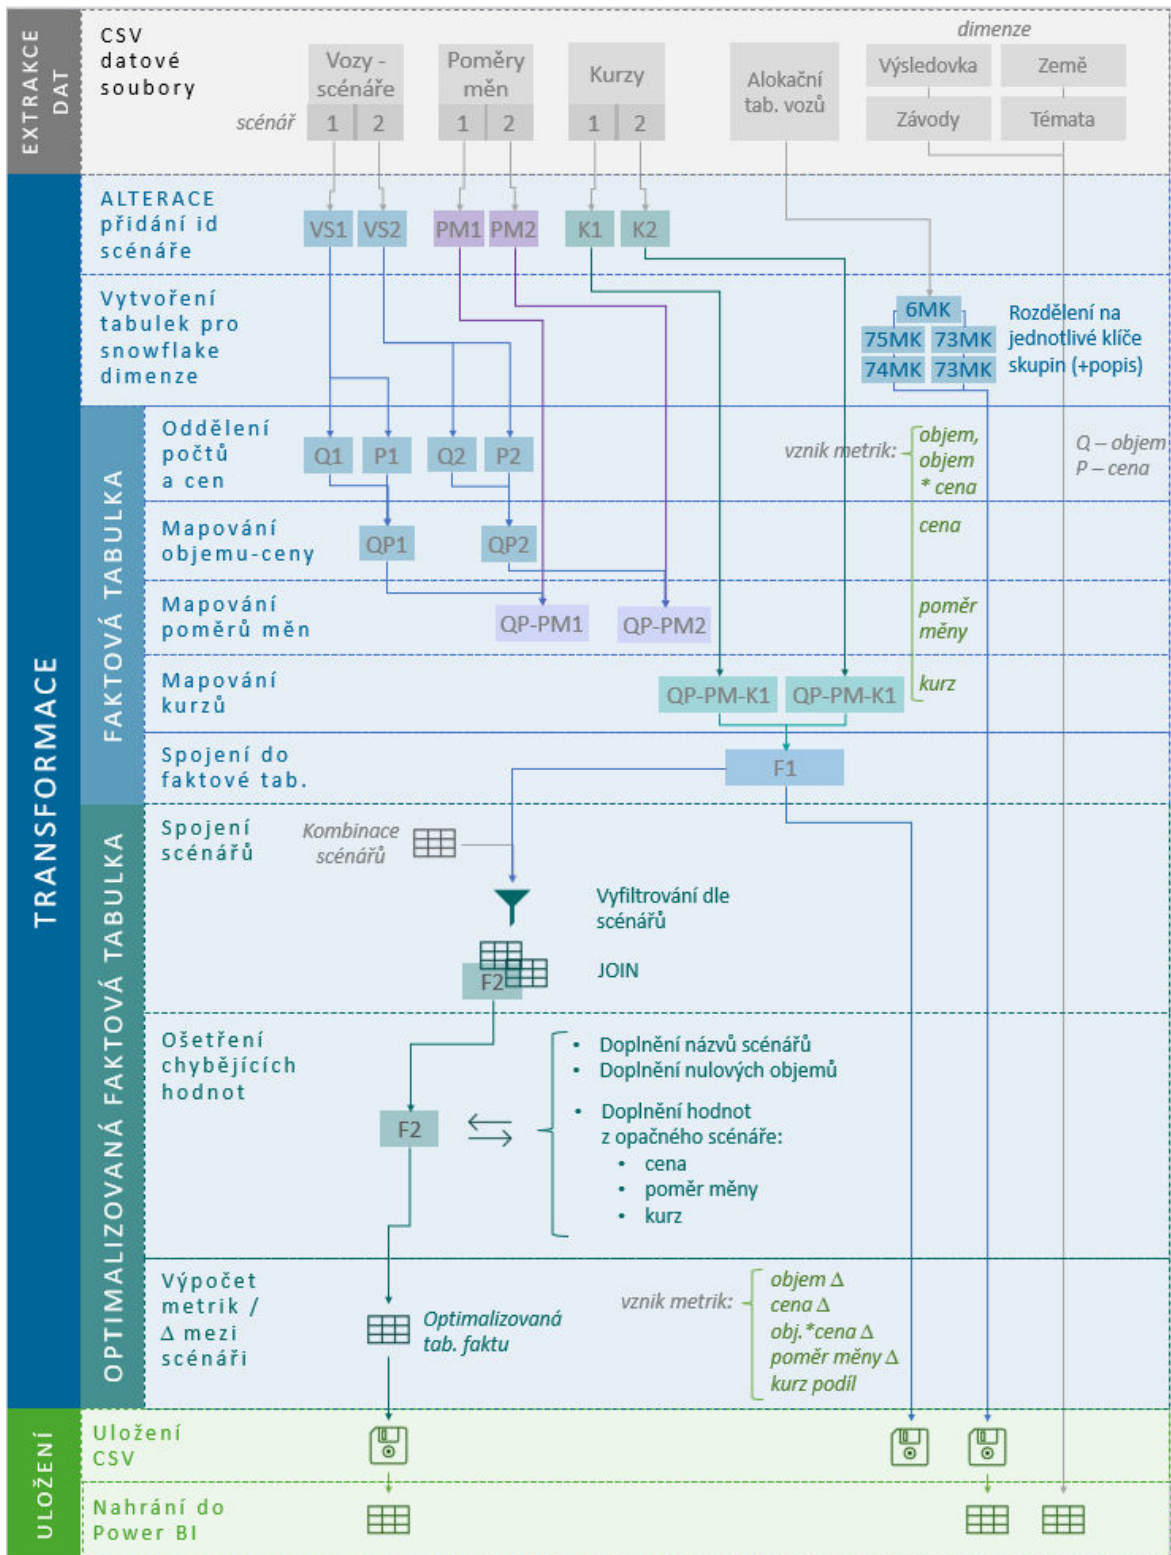 EXTRAKCE
DAT
CSV
datové
soubory
dimenze
Vozy -
scénáře
Poměry
měn
Kurzy
Alokační
tab. vozů
Výsledovka
Země
Závody
Témata
scénář
1
2
1
2
1
2
TRANSFORMACE
ALTERACE
přidání id
scénáře
VS1
VS2
PM1
PM2
K1
K2
Vytvoření
tabulek pro
snowflake
dimenze
6MK
75MK
73MK
74MK
73MK
Rozdělení na
jednotlivé klíče
skupin (+popis)
FAKTOVÁ TABULKA
Oddělení
počtů
a cen
Q1
P1
Q2
P2
vznik metrik:
objem,
objem
* cena
cena
poměr
měny
kurz
Q – objem
P – cena
Mapování
objemu-ceny
QP1
QP2
Mapování
poměrů měn
QP-PM1
QP-PM2
Mapování
kurzů
QP-PM-K1
QP-PM-K1
Spojení do
faktové tab.
F1
OPTIMALIZOVANÁ FAKTOVÁ TABULKA
Spojení
scénářů
Kombinace
scénářů
Vyfiltrování dle
scénářů
JOIN
F2
Ošetření
chybějících
hodnot
F2
• Doplnění názvů scénářů
• Doplnění nulových objemů
• Doplnění hodnot
z opačného scénáře:
• cena
• poměr měny
• kurz
Výpočet
metrik /
Δ mezi
scénáři
Optimalizovaná
tab. faktu
vznik metrik:
objem Δ
cena Δ
obj.*cena Δ
poměr měny Δ
kurz podíl
ULOŽENÍ
Uložení
CSV
Nahrání do
Power BI